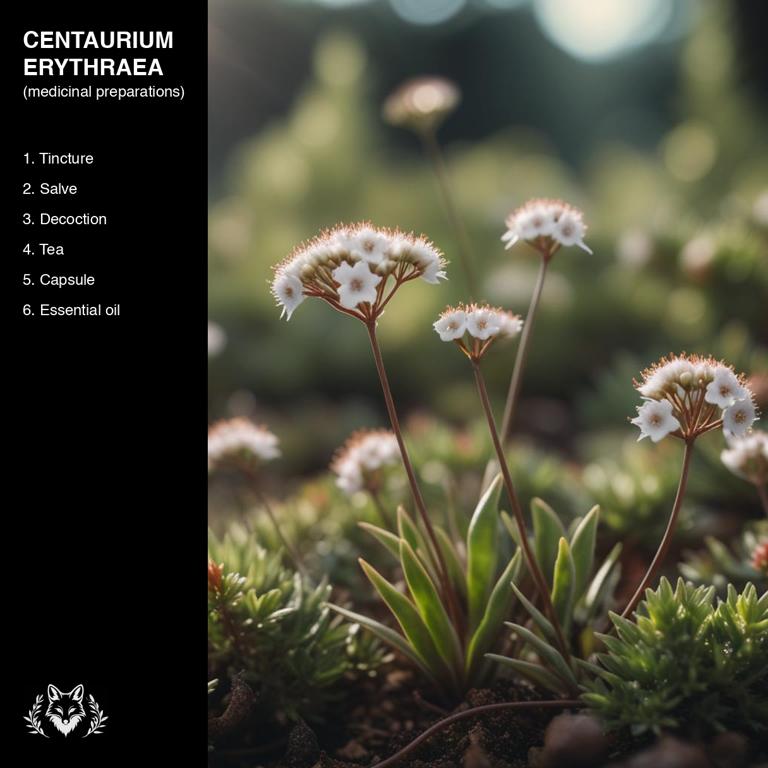 CENTAURIUM
ERYTHRAEA
(medicinal preparations)
1. Tincture
2. Salve
3. Decoction
4. Tea
5. Capsule
6. Essential oil